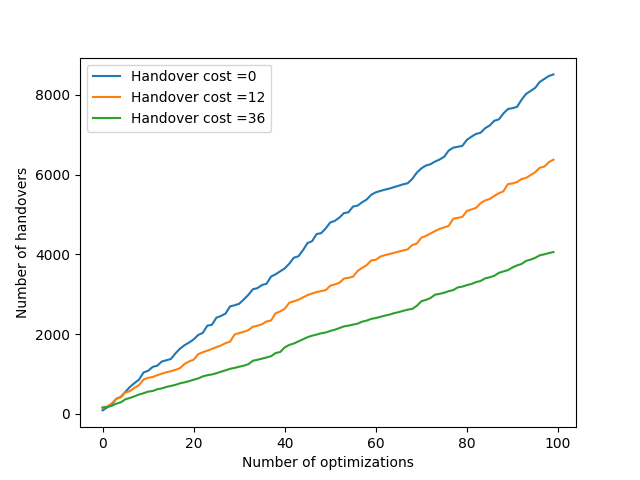 Handover cost =0
Handover cost =12
Handover cost =36
Number of handovers
8000
6000
4000
2000
0
0 20 40 60 80 100
Number of optimizations